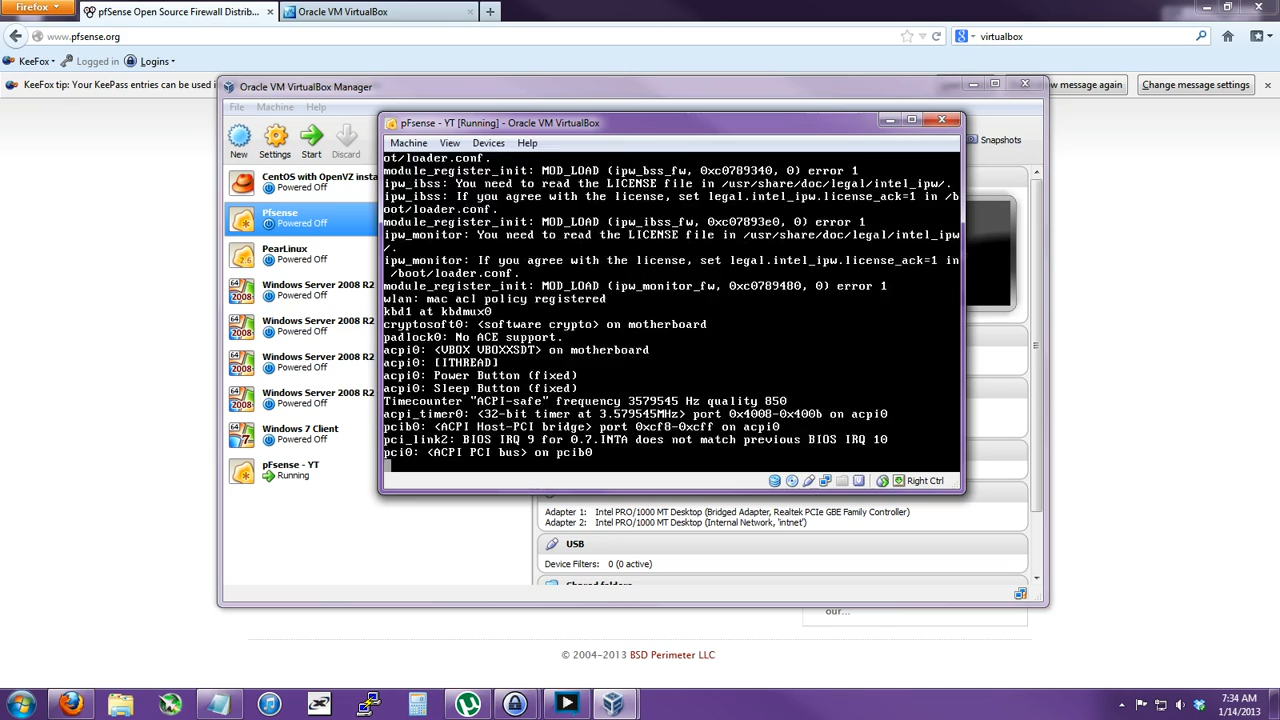 Firefox
pfSense Open Source Firewall Distrib...
Oracle VM VirtualBox
www.pfsense.org
virtualbox
KeeFox
Logged in
Logins
KeeFox tip: Your KeePass entries can be used i
w message again
Change message settings
Oracle VM VirtualBox Manager
File Machine Help
New Settings Start Discard
Snapshots
CentOS with OpenVZ insta
Powered Off
Pfsense
Powered Off
PearLinux
Powered Off
Windows Server 2008 R2
Powered Off
Windows Server 2008 R2
Powered Off
Windows Server 2008 R2
Powered Off
Windows Server 2008 R2
Powered Off
Windows 7 Client
Powered Off
pFsense - YT
Running
pFsense - YT [Running] - Oracle VM VirtualBox
Machine View Devices Help
ot/loader.conf.
module_register_init: MOD_LOAD (ipw_bss_fw, 0xc0789340, 0) error 1
ipw_ibss: You need to read the LICENSE file in /usr/share/doc/legal/intel_ipw/.
ipw_ibss: If you agree with the license, set legal.intel_ipw.license_ack=1 in /b
oot/loader.conf.
module_register_init: MOD_LOAD (ipw_ibss_fw, 0xc07893e0, 0) error 1
ipw_monitor: You need to read the LICENSE file in /usr/share/doc/legal/intel_ipw
/.
ipw_monitor: If you agree with the license, set legal.intel_ipw.license_ack=1 in
/boot/loader.conf.
module_register_init: MOD_LOAD (ipw_monitor_fw, 0xc0789480, 0) error 1
wlan: mac acl policy registered
kbd1 at kbdmux0
cryptosoft0: <software crypto> on motherboard
padlock0: No ACE support.
acpi0: <VBOX VBOXXSDT> on motherboard
acpi0: [ITHREAD]
acpi0: Power Button (fixed)
acpi0: Sleep Button (fixed)
Timecounter "ACPI-safe" frequency 3579545 Hz quality 850
acpi_timer0: <32-bit timer at 3.579545MHz> port 0x4008-0x400b on acpi0
pcib0: <ACPI Host-PCI bridge> port 0xcf8-0xcff on acpi0
pci_link2: BIOS IRQ 9 for 0.7.INTA does not match previous BIOS IRQ 10
pci0: <ACPI PCI bus> on pcib0
Right Ctrl
Adapter 1: Intel PRO/1000 MT Desktop (Bridged Adapter, Realtek PCIe GBE Family Controller)
Adapter 2: Intel PRO/1000 MT Desktop (Internal Network, 'intnet')
USB
Device Filters: 0 (0 active)
Shared folders
our...
© 2004-2013 BSD Perimeter LLC
7:34 AM
1/14/2013